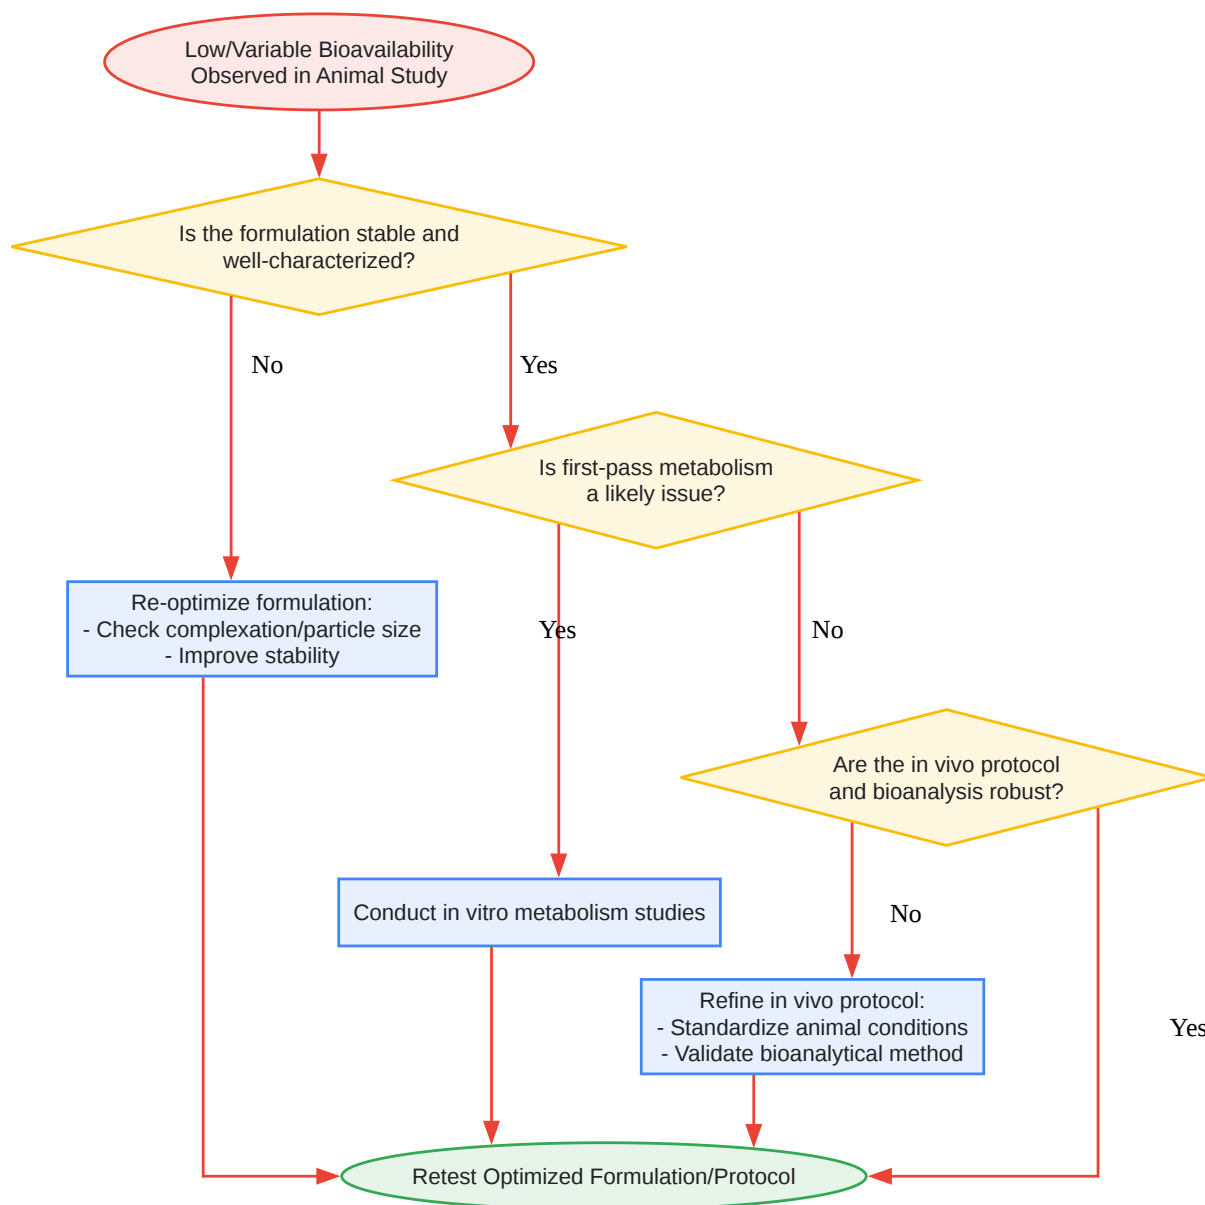 Low/Variable Bioavailability
Observed in Animal Study
Is the formulation stable and
well-characterized?
No
Yes
Is first-pass metabolism
a likely issue?
Re-optimize formulation:
- Check complexation/particle size
- Improve stability
Yes
No
Are the in vivo protocol
and bioanalysis robust?
Conduct in vitro metabolism studies
No
Refine in vivo protocol:
- Standardize animal conditions
- Validate bioanalytical method
Yes
Retest Optimized Formulation/Protocol